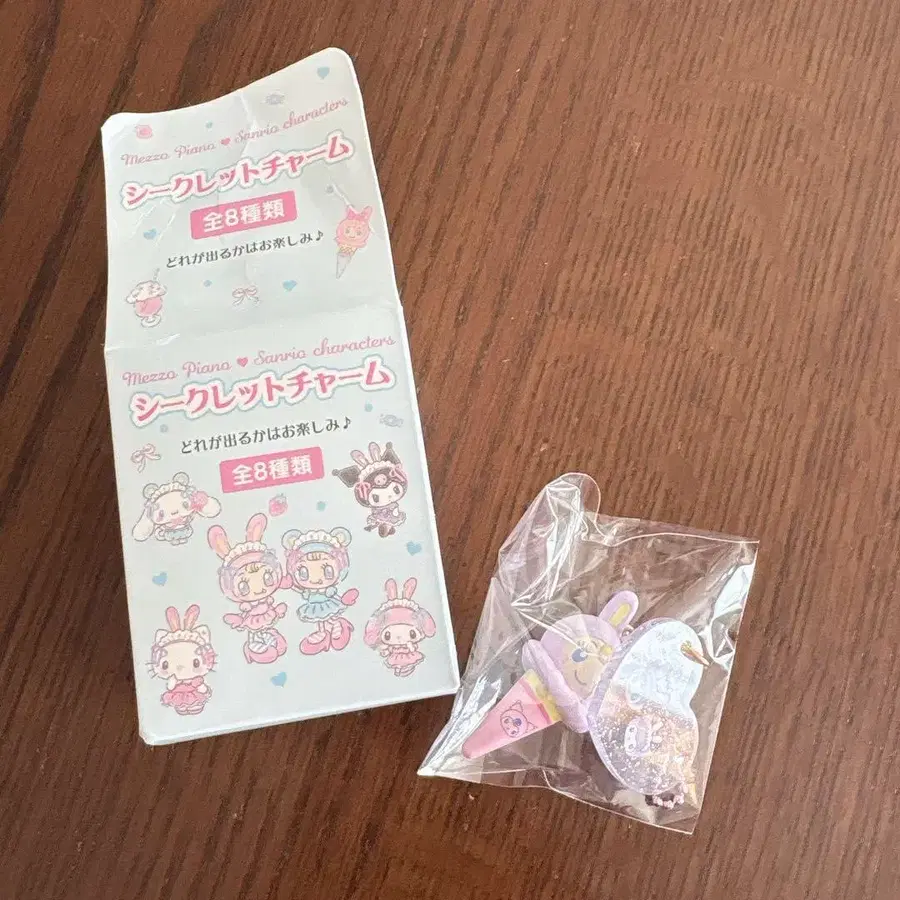 Mezzo Piano ♥ Sanrio characters
シークレットチャーム
全8種類
どれが出るかはお楽しみ♪
Mezzo Piano ♥ Sanrio characters
シークレットチャーム
どれが出るかはお楽しみ♪
全8種類